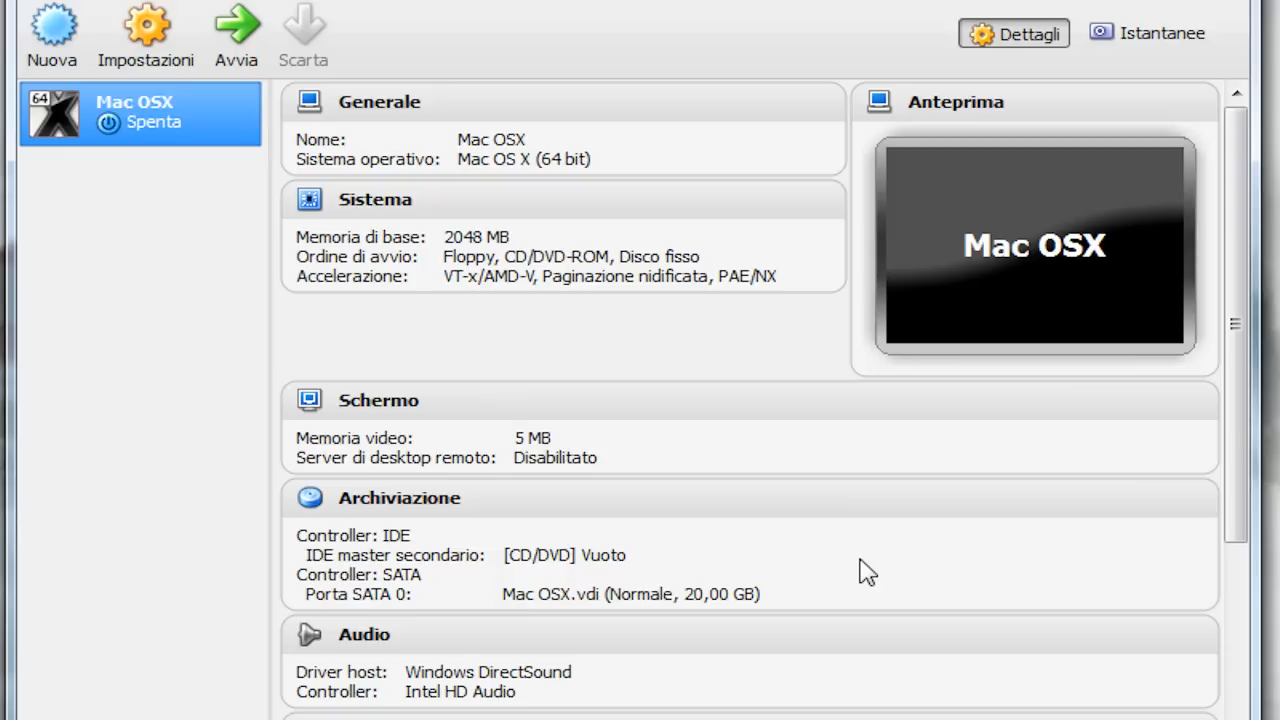 Nuova Impostazioni Avvia Scarta
Dettagli Istantanee
64 Mac OSX
Spenta
Generale
Nome: Mac OSX
Sistema operativo: Mac OS X (64 bit)
Sistema
Memoria di base: 2048 MB
Ordine di avvio: Floppy, CD/DVD-ROM, Disco fisso
Accelerazione: VT-x/AMD-V, Paginazione nidificata, PAE/NX
Anteprima
Mac OSX
Schermo
Memoria video: 5 MB
Server di desktop remoto: Disabilitato
Archiviazione
Controller: IDE
IDE master secondario: [CD/DVD] Vuoto
Controller: SATA
Porta SATA 0: Mac OSX.vdi (Normale, 20,00 GB)
Audio
Driver host: Windows DirectSound
Controller: Intel HD Audio